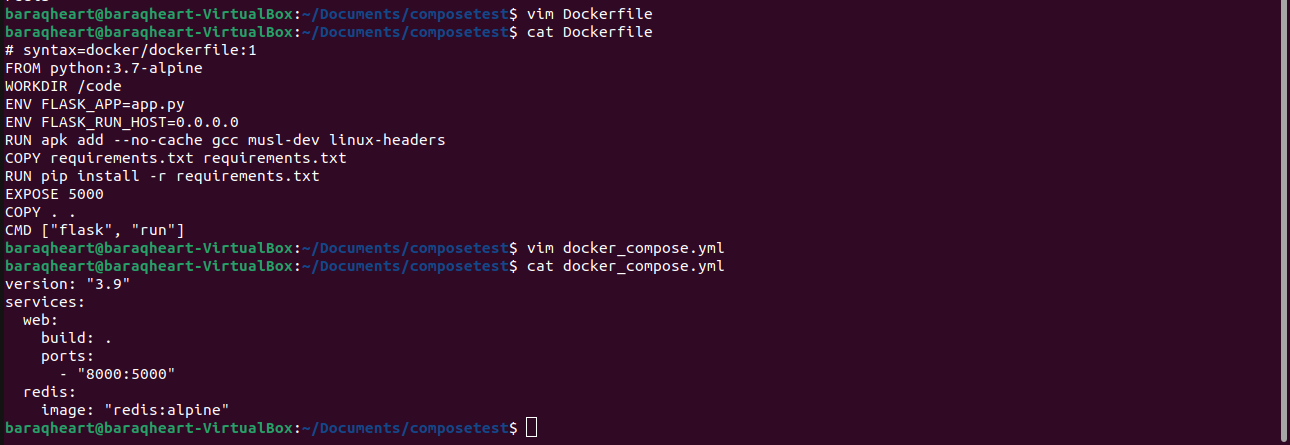 baraqheart@baraqheart-VirtualBox:~/Documents/composetest$ vim Dockerfile
baraqheart@baraqheart-VirtualBox:~/Documents/composetest$ cat Dockerfile
# syntax=docker/dockerfile:1
FROM python:3.7-alpine
WORKDIR /code
ENV FLASK_APP=app.py
ENV FLASK_RUN_HOST=0.0.0.0
RUN apk add --no-cache gcc musl-dev linux-headers
COPY requirements.txt requirements.txt
RUN pip install -r requirements.txt
EXPOSE 5000
COPY . .
CMD ["flask", "run"]
baraqheart@baraqheart-VirtualBox:~/Documents/composetest$ vim docker_compose.yml
baraqheart@baraqheart-VirtualBox:~/Documents/composetest$ cat docker_compose.yml
version: "3.9"
services:
  web:
    build: .
    ports:
      - "8000:5000"
  redis:
    image: "redis:alpine"
baraqheart@baraqheart-VirtualBox:~/Documents/composetest$